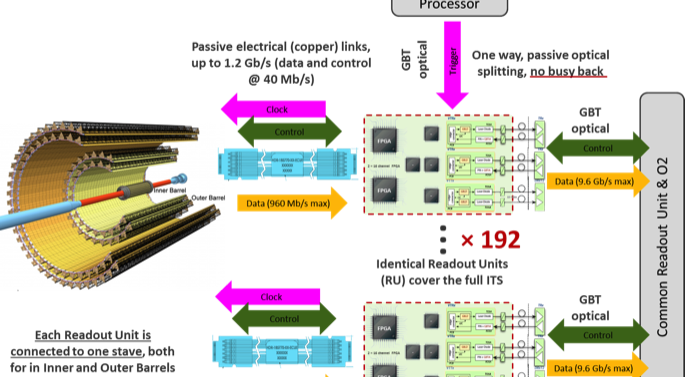 Processor
Passive electrical (copper) links,
up to 1.2 Gb/s (data and control
@ 40 Mb/s)
GBT
optical
Trigger
One way, passive optical
splitting, no busy back
Clock
Control
Data (960 Mb/s max)
Inner Barrel
Outer Barrel
FPGA
FPGA
GBT
optical
Control
Data (9.6 Gb/s max)
Common Readout Unit & O2
× 192
Identical Readout Units
(RU) cover the full ITS
Clock
Control
FPGA
GBT
optical
Control
Data (9.6 Gb/s max)
Each Readout Unit is
connected to one stave, both
for in Inner and Outer Barrels